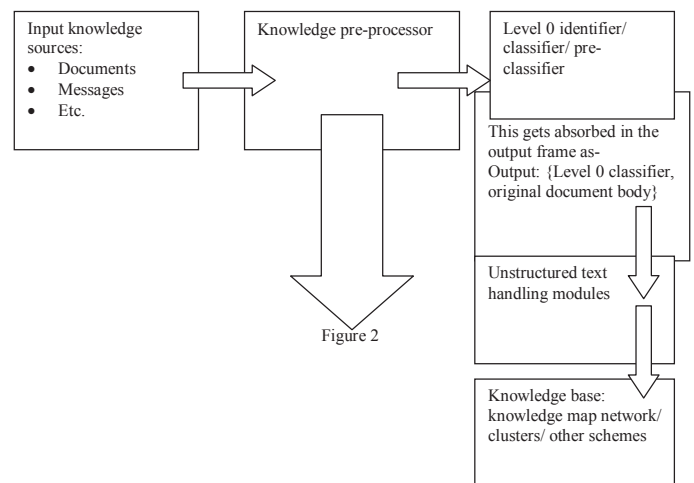 Input knowledge
sources:
• Documents
• Messages
• Etc.
Knowledge pre-processor
Level 0 identifier/
classifier/ pre-
classifier
This gets absorbed in the
output frame as-
Output: {Level 0 classifier,
original document body}
Unstructured text
handling modules
Figure 2
Knowledge base:
knowledge map network/
clusters/ other schemes